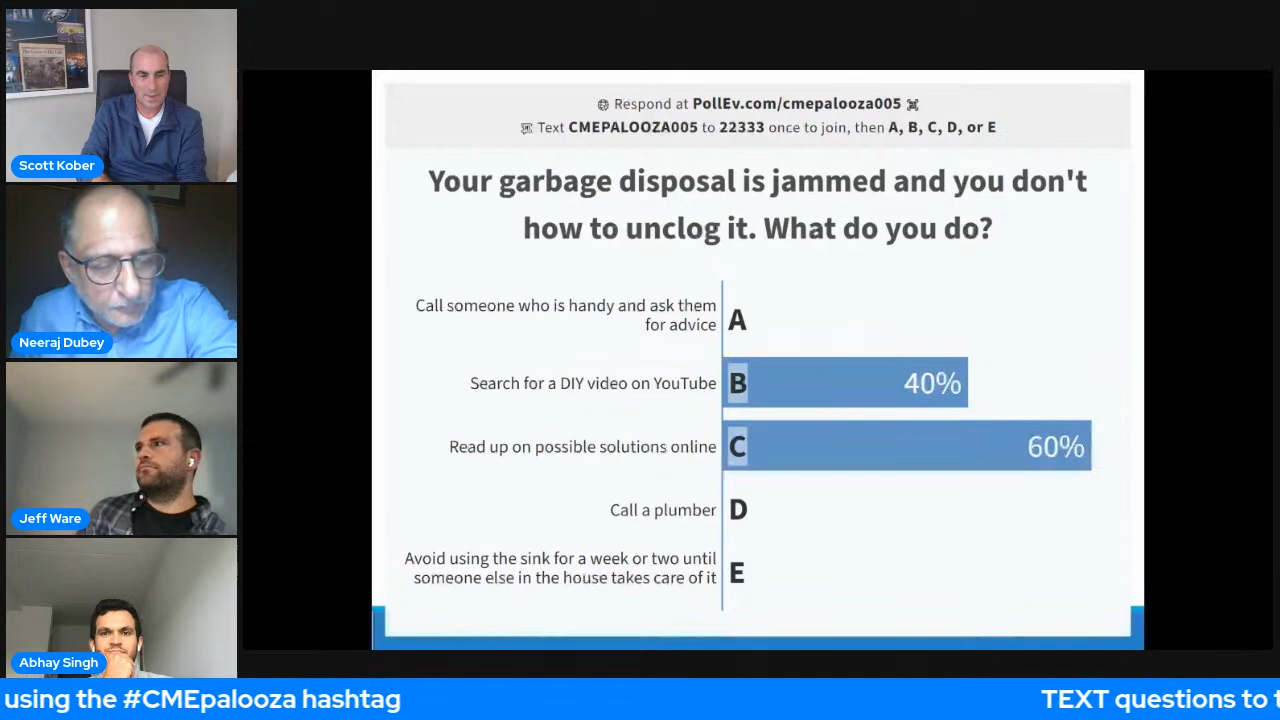 Scott Kober
Neeraj Dubey
Jeff Ware
Abhay Singh
Respond at PollEv.com/cmepalooza005
Text CMEPALOOZA005 to 22333 once to join, then A, B, C, D, or E
Your garbage disposal is jammed and you don't
how to unclog it. What do you do?
Call someone who is handy and ask them
for advice
A
Search for a DIY video on YouTube
B
40%
Read up on possible solutions online
C
60%
Call a plumber
D
Avoid using the sink for a week or two until
someone else in the house takes care of it
E
using the #CMEpalooza hashtag
TEXT questions to